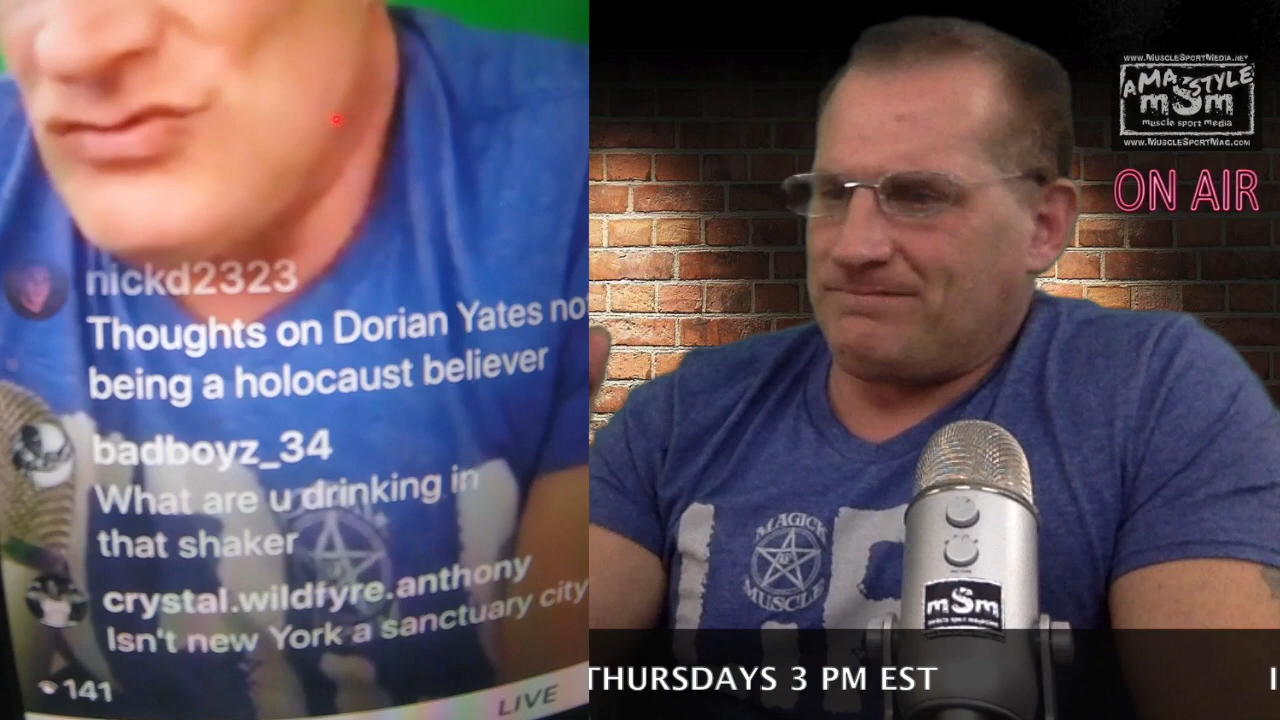 nickd2323
Thoughts on Dorian Yates no
being a holocaust believer
badboyz_34
What are u drinking in
that shaker
crystal.wildfyre.anthony
Isn't new York a sanctuary city
141
LIVE
www.MuscleSportMedia.net
AMA STYLE
mSm
muscle sport media
www.MuscleSportMag.com
ON AIR
MAGICK
MUSCLE
mSm
THURSDAYS 3 PM EST